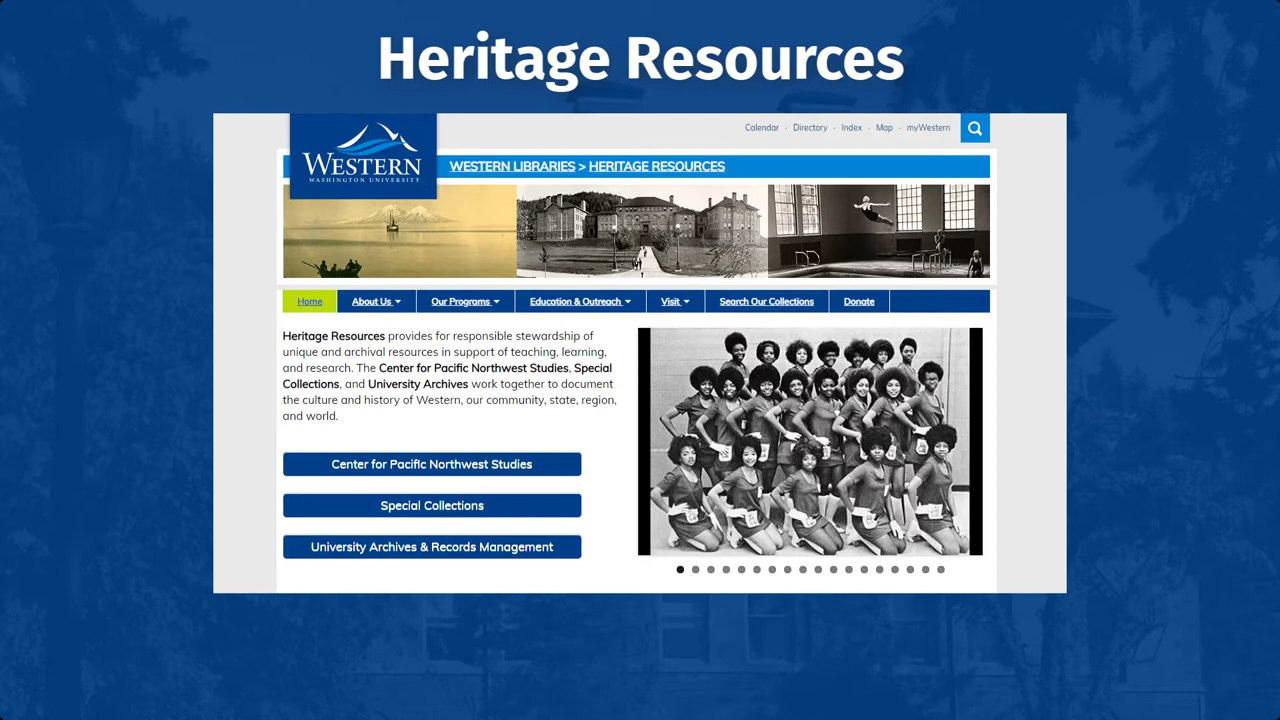 Heritage Resources
Calendar - Directory - Index - Map - myWestern
WESTERN
WASHINGTON UNIVERSITY
WESTERN LIBRARIES > HERITAGE RESOURCES
Home About Us Our Programs Education & Outreach Visit Search Our Collections Donate
Heritage Resources provides for responsible stewardship of
unique and archival resources in support of teaching, learning,
and research. The Center for Pacific Northwest Studies, Special
Collections, and University Archives work together to document
the culture and history of Western, our community, state, region,
and world.
Center for Pacific Northwest Studies
Special Collections
University Archives & Records Management